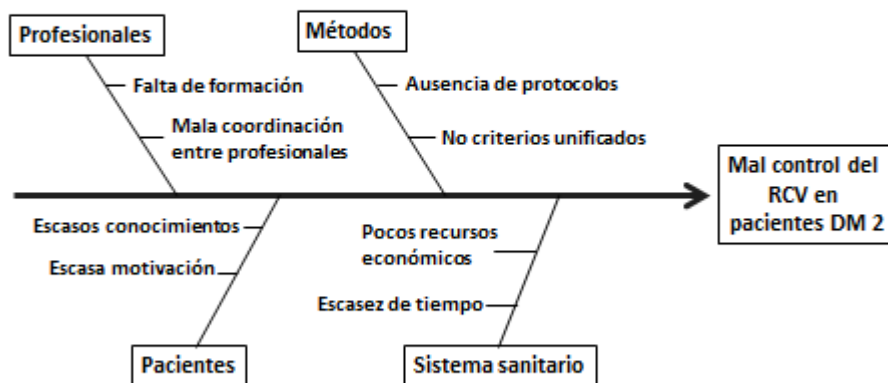 Profesionales
Métodos
Falta de formación
Ausencia de protocolos
Mala coordinación
entre profesionales
No criterios unificados
Mal control del
RCV en
pacientes DM 2
Escasos conocimientos
Pocos recursos
económicos
Escasa motivación
Escasez de tiempo
Pacientes
Sistema sanitario